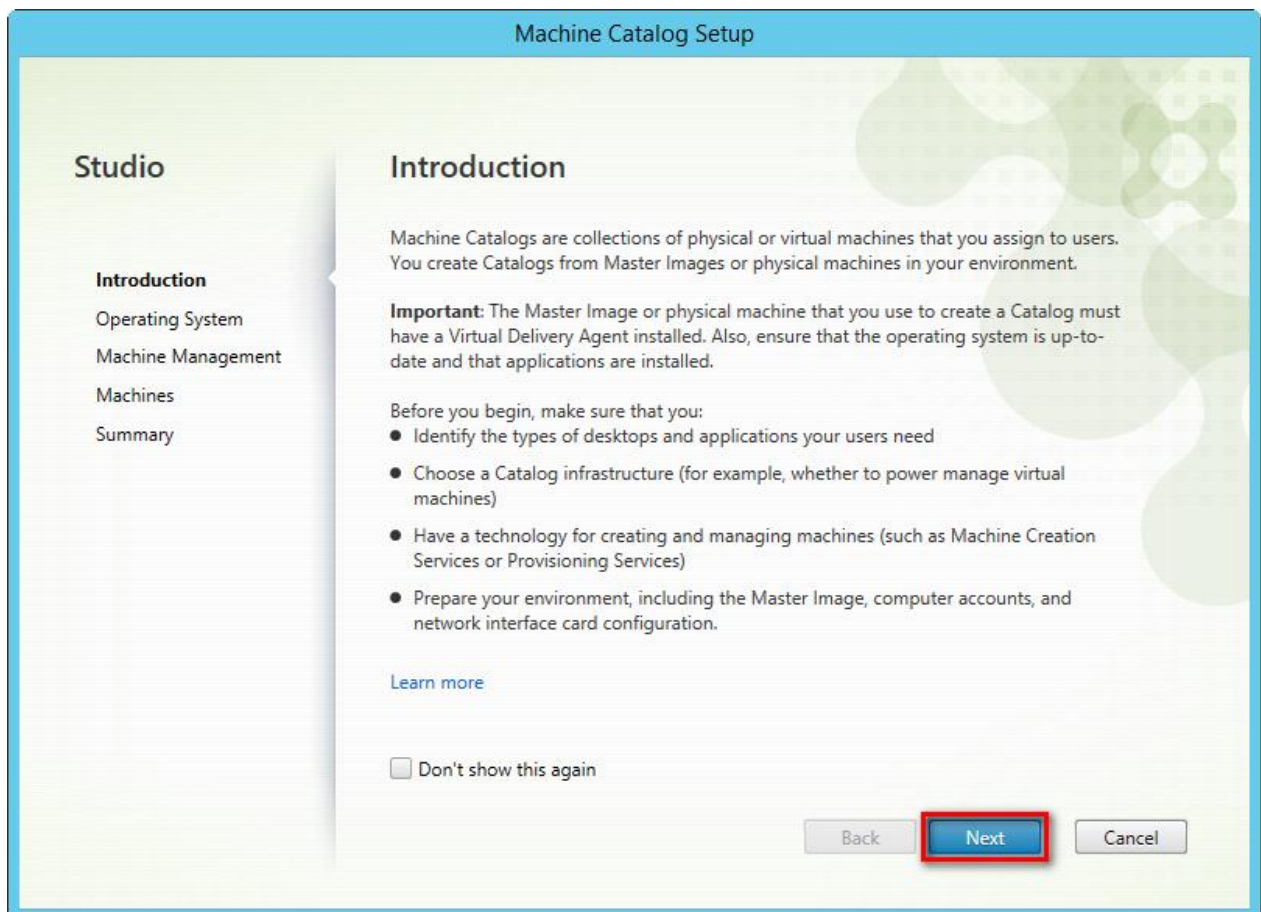 Machine Catalog Setup
Studio
Introduction
Operating System
Machine Management
Machines
Summary
Introduction
Machine Catalogs are collections of physical or virtual machines that you assign to users.
You create Catalogs from Master Images or physical machines in your environment.
Important: The Master Image or physical machine that you use to create a Catalog must
have a Virtual Delivery Agent installed. Also, ensure that the operating system is up-to-
date and that applications are installed.
Before you begin, make sure that you:
● Identify the types of desktops and applications your users need
● Choose a Catalog infrastructure (for example, whether to power manage virtual
machines)
● Have a technology for creating and managing machines (such as Machine Creation
Services or Provisioning Services)
● Prepare your environment, including the Master Image, computer accounts, and
network interface card configuration.
Learn more
Don't show this again
Back Next Cancel